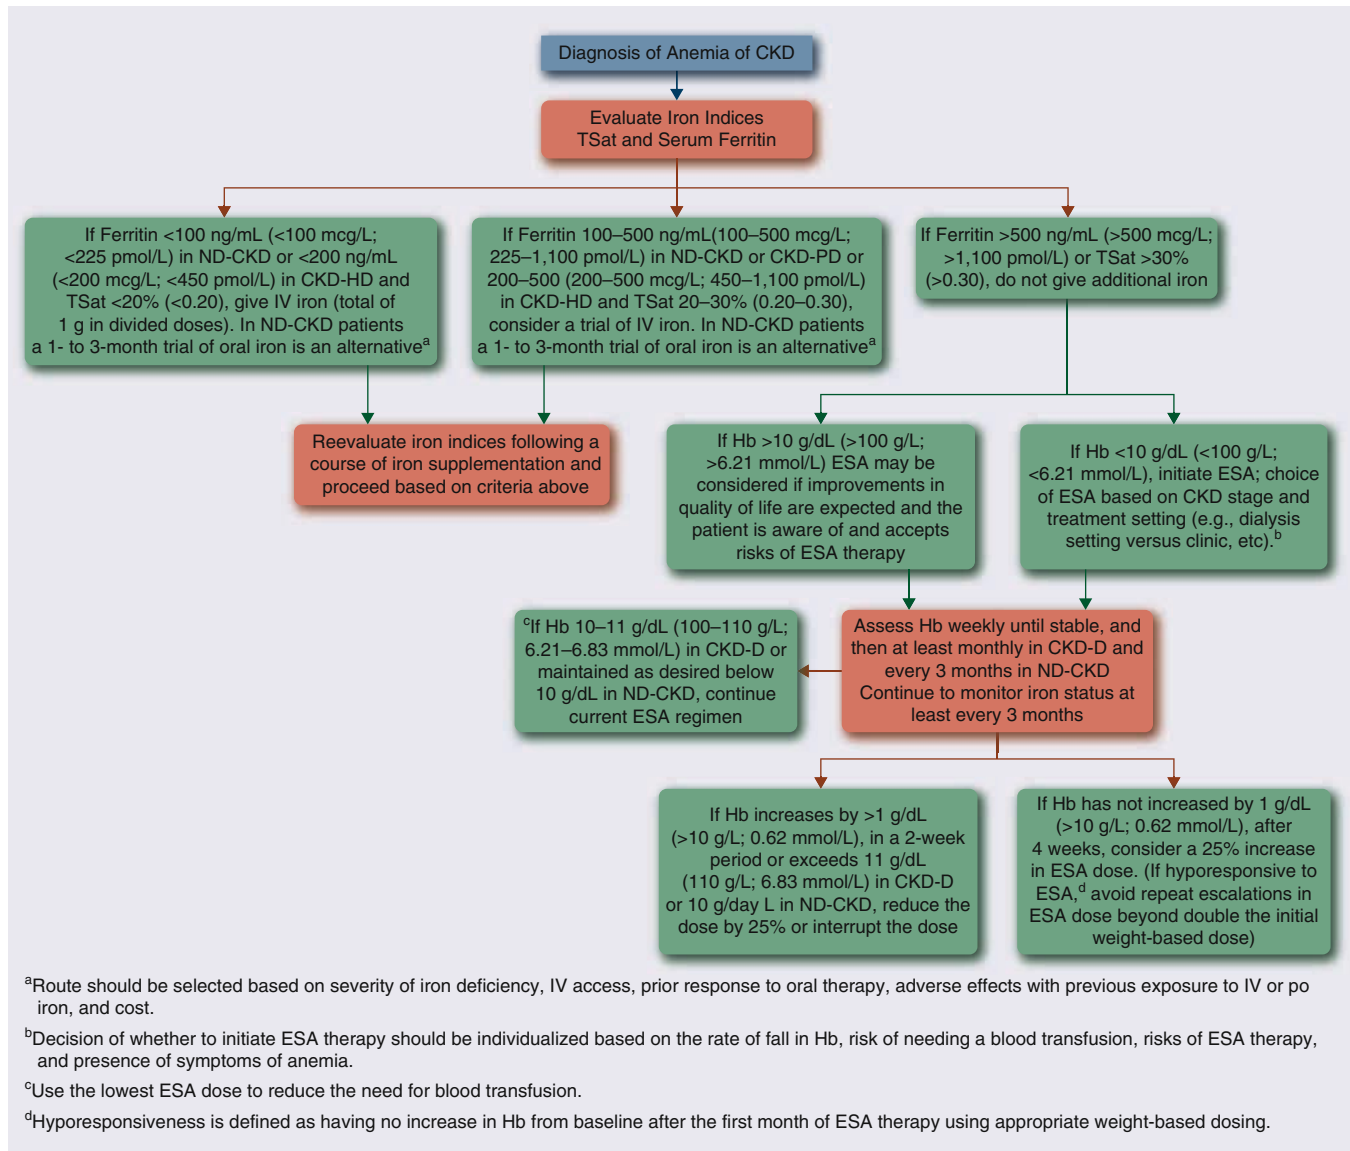 Diagnosis of Anemia of CKD
Evaluate Iron Indices
TSat and Serum Ferritin
If Ferritin <100 ng/mL (<100 mcg/L;
<225 pmol/L) in ND-CKD or <200 ng/mL
(<200 mcg/L; <450 pmol/L) in CKD-HD and
TSat <20% (<0.20), give IV iron (total of
1 g in divided doses). In ND-CKD patients
a 1- to 3-month trial of oral iron is an alternativeᵃ
If Ferritin 100–500 ng/mL(100–500 mcg/L;
225–1,100 pmol/L) in ND-CKD or CKD-PD or
200–500 (200–500 mcg/L; 450–1,100 pmol/L)
in CKD-HD and TSat 20–30% (0.20–0.30),
consider a trial of IV iron. In ND-CKD patients
a 1- to 3-month trial of oral iron is an alternativeᵃ
If Ferritin >500 ng/mL (>500 mcg/L;
>1,100 pmol/L) or TSat >30%
(>0.30), do not give additional iron
Reevaluate iron indices following a
course of iron supplementation and
proceed based on criteria above
If Hb >10 g/dL (>100 g/L;
>6.21 mmol/L) ESA may be
considered if improvements in
quality of life are expected and the
patient is aware of and accepts
risks of ESA therapy
If Hb <10 g/dL (<100 g/L;
<6.21 mmol/L), initiate ESA; choice
of ESA based on CKD stage and
treatment setting (e.g., dialysis
setting versus clinic, etc).ᵇ
ᶜIf Hb 10–11 g/dL (100–110 g/L;
6.21–6.83 mmol/L) in CKD-D or
maintained as desired below
10 g/dL in ND-CKD, continue
current ESA regimen
Assess Hb weekly until stable, and
then at least monthly in CKD-D and
every 3 months in ND-CKD
Continue to monitor iron status at
least every 3 months
If Hb increases by >1 g/dL
(>10 g/L; 0.62 mmol/L), in a 2-week
period or exceeds 11 g/dL
(110 g/L; 6.83 mmol/L) in CKD-D
or 10 g/day L in ND-CKD, reduce the
dose by 25% or interrupt the dose
If Hb has not increased by 1 g/dL
(>10 g/L; 0.62 mmol/L), after
4 weeks, consider a 25% increase
in ESA dose. (If hyporesponsive to
ESA,ᵈ avoid repeat escalations in
ESA dose beyond double the initial
weight-based dose)
ᵃRoute should be selected based on severity of iron deficiency, IV access, prior response to oral therapy, adverse effects with previous exposure to IV or po
iron, and cost.
ᵇDecision of whether to initiate ESA therapy should be individualized based on the rate of fall in Hb, risk of needing a blood transfusion, risks of ESA therapy,
and presence of symptoms of anemia.
ᶜUse the lowest ESA dose to reduce the need for blood transfusion.
ᵈHyporesponsiveness is defined as having no increase in Hb from baseline after the first month of ESA therapy using appropriate weight-based dosing.